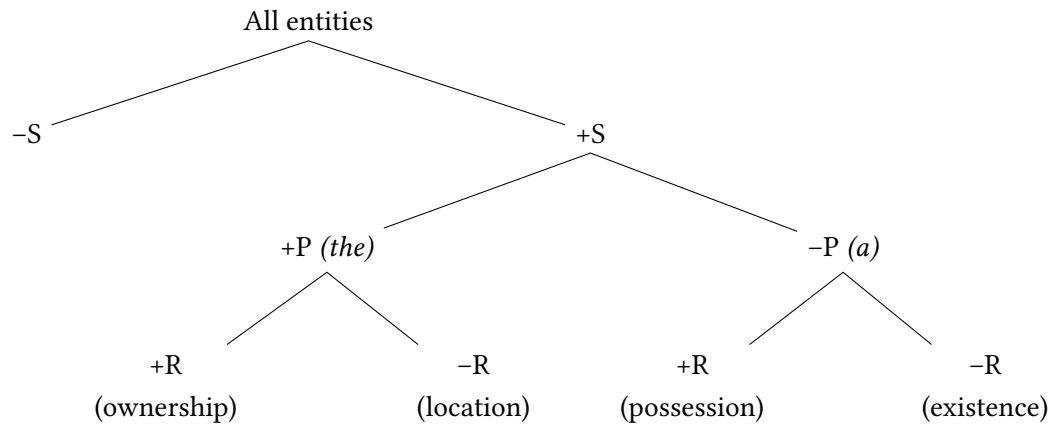 All entities
–S +S
+P (the) –P (a)
+R –R +R –R
(ownership) (location) (possession) (existence)